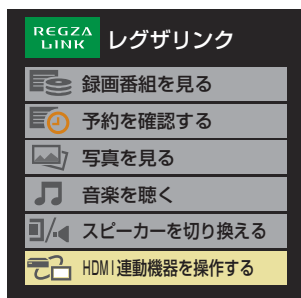 REGZA
LINK
レグザリンク
録画番組を見る
予約を確認する
写真を見る
音楽を聴く
スピーカーを切り換える
HDMI連動機器を操作する